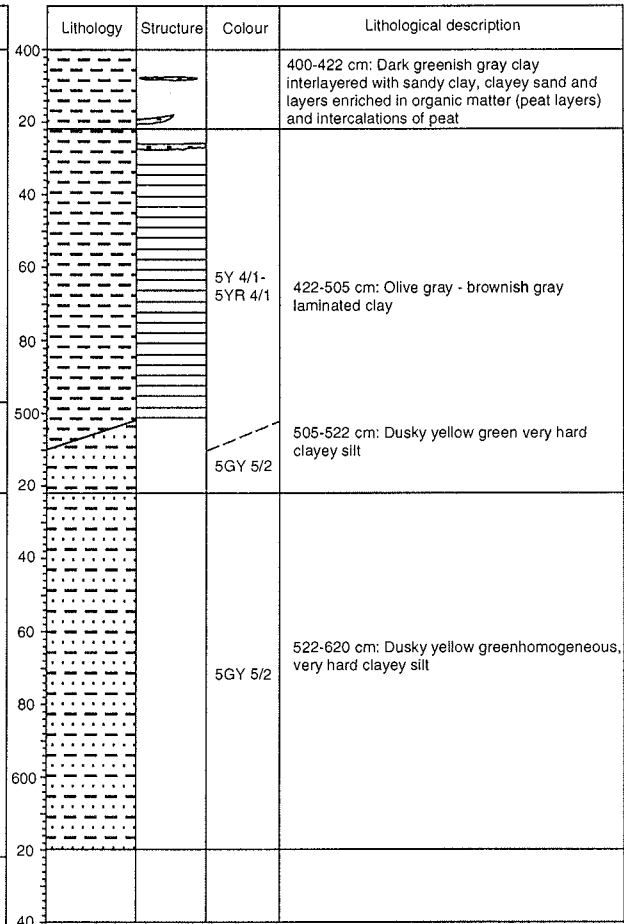 Lithology Structure Colour Lithological description
400
400-422 cm: Dark greenish gray clay
interlayered with sandy clay, clayey sand and
layers enriched in organic matter (peat layers)
and intercalations of peat
20
40
60
5Y 4/1-
5YR 4/1
422-505 cm: Olive gray - brownish gray
laminated clay
80
500
505-522 cm: Dusky yellow green very hard
clayey silt
5GY 5/2
20
40
60
522-620 cm: Dusky yellow greenhomogeneous,
very hard clayey silt
5GY 5/2
80
600
20
40